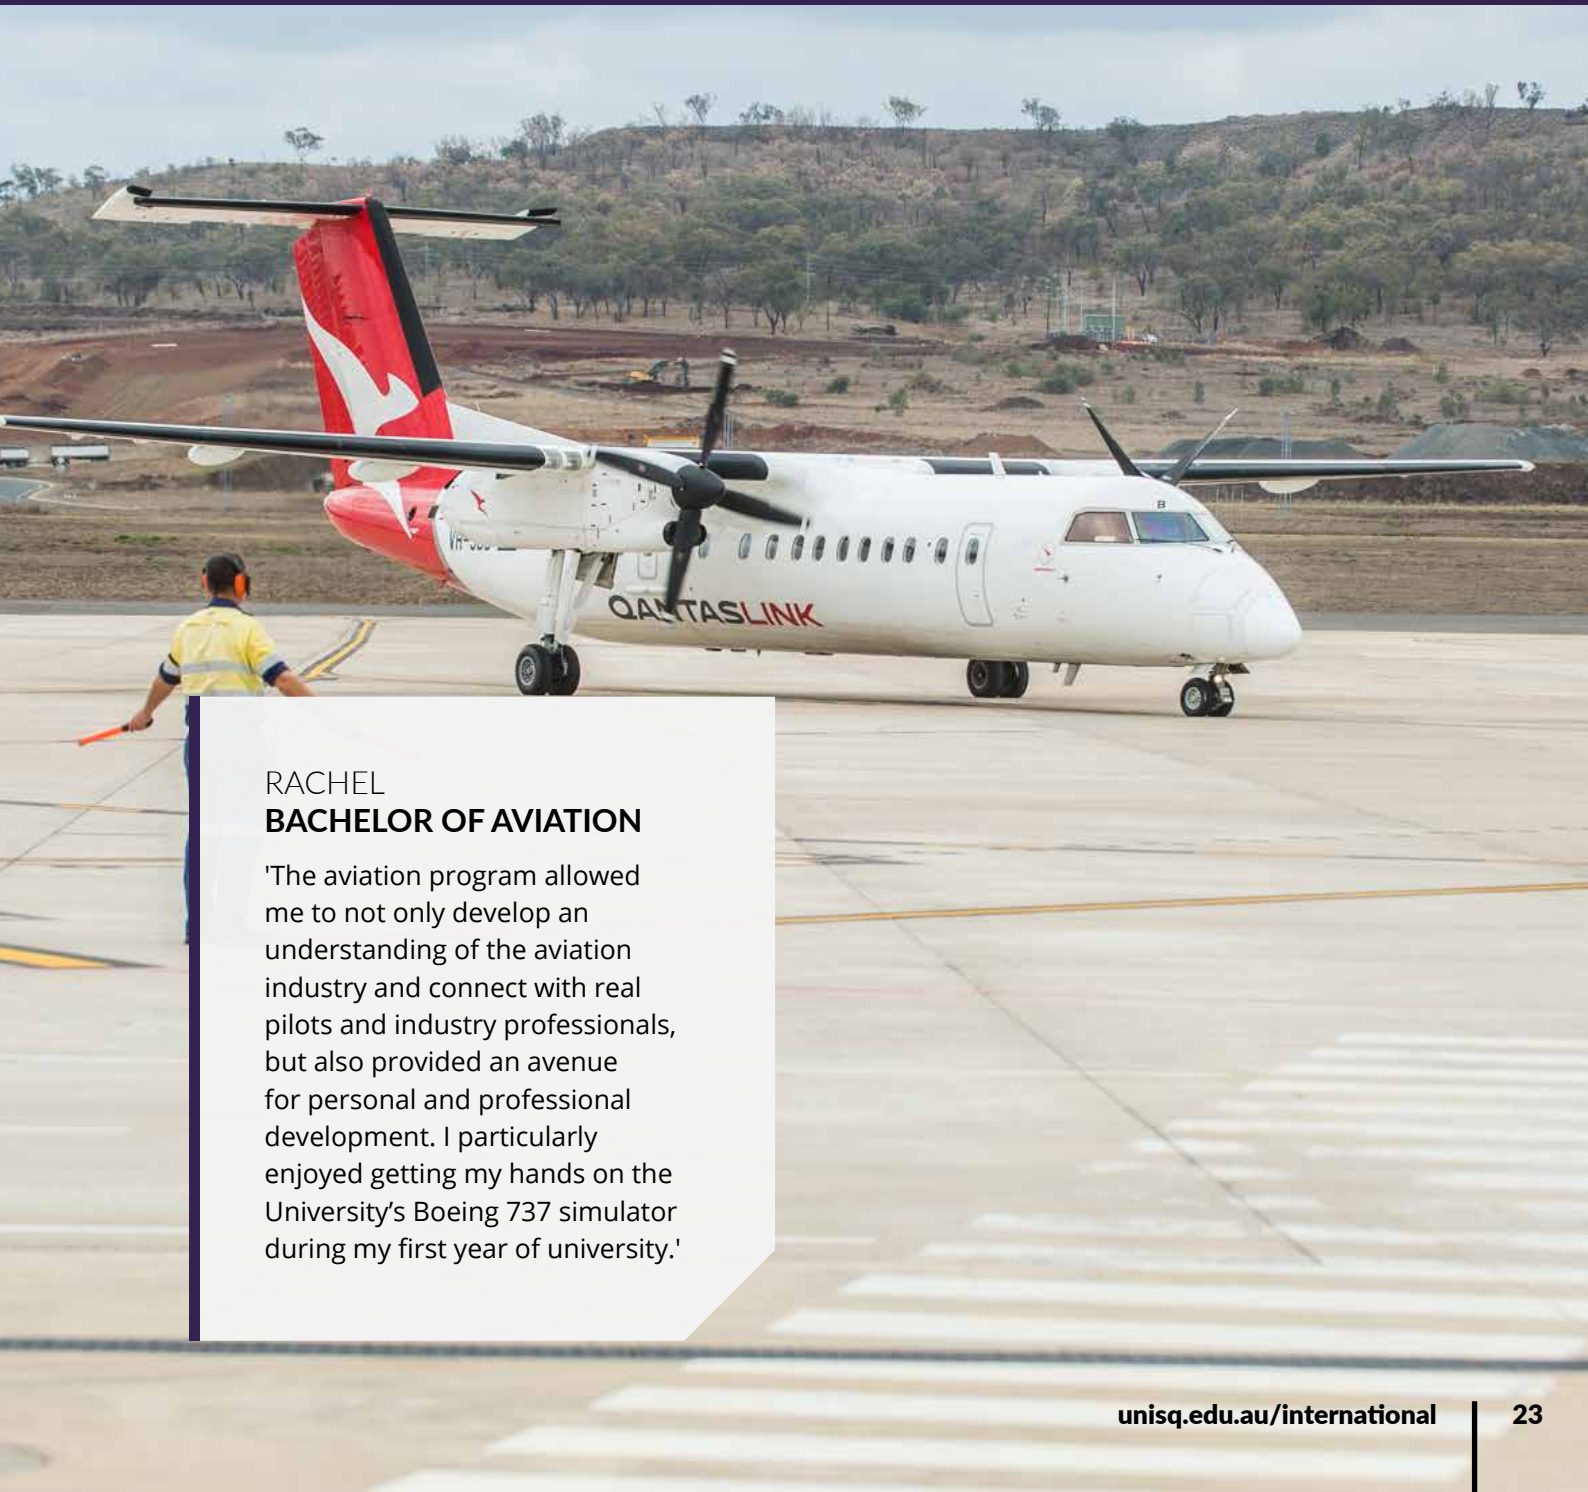 B
QANTASLINK
RACHEL
BACHELOR OF AVIATION
'The aviation program allowed
me to not only develop an
understanding of the aviation
industry and connect with real
pilots and industry professionals,
but also provided an avenue
for personal and professional
development. I particularly
enjoyed getting my hands on the
University’s Boeing 737 simulator
during my first year of university.'
unisq.edu.au/international
23